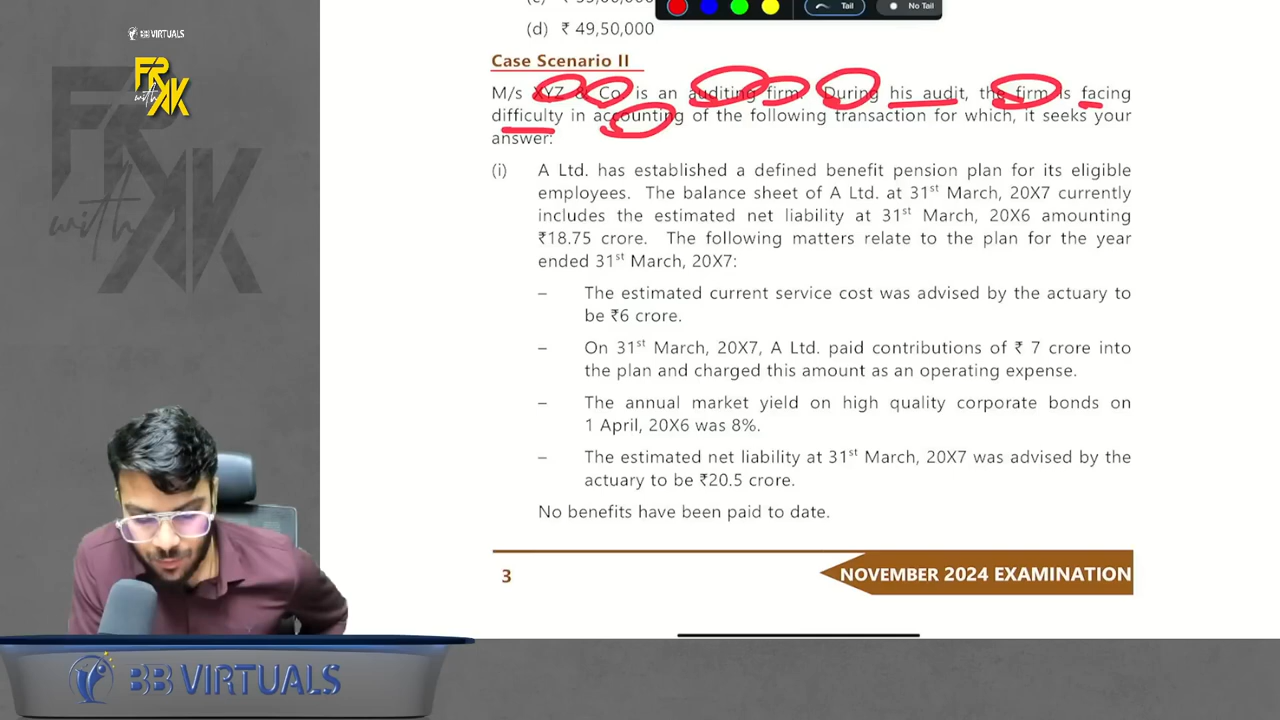 Tail
No Tail
(d) ₹ 49,50,000
BB VIRTUALS
FR
with
AK
FR
with
AK
Case Scenario II
M/s XYZ & Co. is an auditing firm. During his audit, the firm is facing
difficulty in accounting of the following transaction for which, it seeks your
answer:
(i) A Ltd. has established a defined benefit pension plan for its eligible
employees. The balance sheet of A Ltd. at 31st March, 20X7 currently
includes the estimated net liability at 31st March, 20X6 amounting
₹18.75 crore. The following matters relate to the plan for the year
ended 31st March, 20X7:
– The estimated current service cost was advised by the actuary to
be ₹6 crore.
– On 31st March, 20X7, A Ltd. paid contributions of ₹ 7 crore into
the plan and charged this amount as an operating expense.
– The annual market yield on high quality corporate bonds on
1 April, 20X6 was 8%.
– The estimated net liability at 31st March, 20X7 was advised by the
actuary to be ₹20.5 crore.
No benefits have been paid to date.
3
NOVEMBER 2024 EXAMINATION
BB VIRTUALS